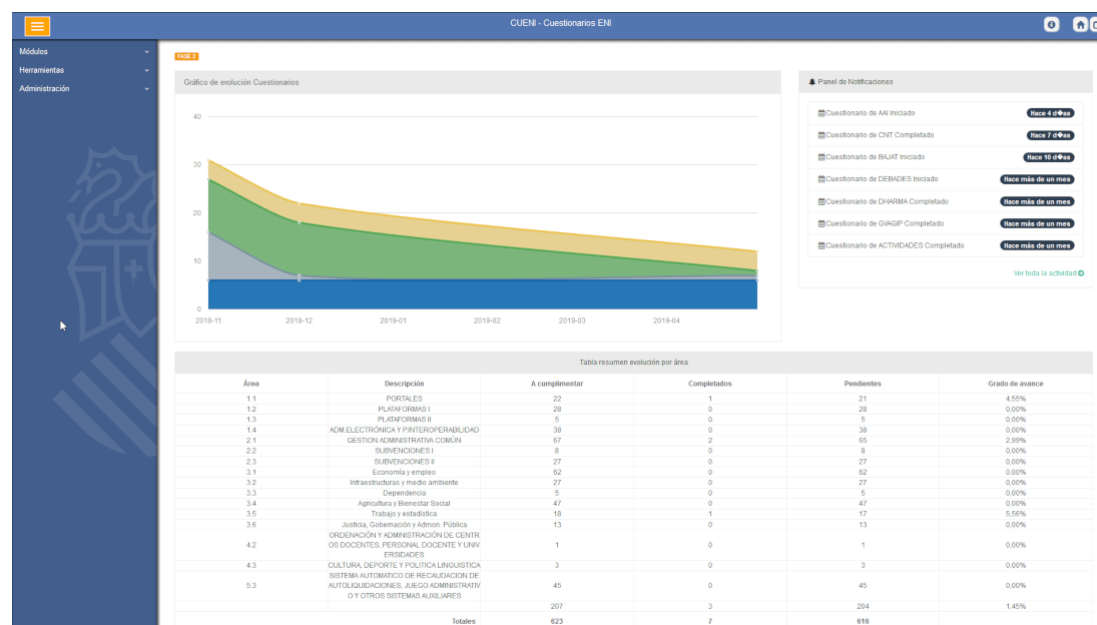 CUENI - Cuestionarios ENI
Módulos
Herramientas
Administración
FASE 2
Gráfico de evolución Cuestionarios
40
30
20
10
0
2018-11 2018-12 2019-01 2019-02 2019-03 2019-04
Panel de Notificaciones
Cuestionario de AAI Iniciado Hace 4 d�as
Cuestionario de CNT Completado Hace 7 d�as
Cuestionario de BAJAT Iniciado Hace 10 d�as
Cuestionario de DEBADES Iniciado Hace más de un mes
Cuestionario de DHARMA Completado Hace más de un mes
Cuestionario de GVAGIP Completado Hace más de un mes
Cuestionario de ACTIVIDADES Completado Hace más de un mes
Ver toda la actividad
Tabla resumen evolución por área
Área Descripción A cumplimentar Completados Pendientes Grado de avance
1.1 PORTALES 22 1 21 4,55%
1.2 PLATAFORMAS I 28 0 28 0,00%
1.3 PLATAFORMAS II 5 0 5 0,00%
1.4 ADM.ELECTRÓNICA Y P.INTEROPERABILIDAD 38 0 38 0,00%
2.1 GESTION ADMINISTRATIVA COMÚN 67 2 65 2,99%
2.2 SUBVENCIONES I 8 0 8 0,00%
2.3 SUBVENCIONES II 27 0 27 0,00%
3.1 Economía y empleo 62 0 62 0,00%
3.2 Infraestructuras y medio ambiente 27 0 27 0,00%
3.3 Dependencia 5 0 5 0,00%
3.4 Agricultura y Bienestar Social 47 0 47 0,00%
3.5 Trabajo y estadística 18 1 17 5,56%
3.6 Justicia, Gobernación y Admon. Pública 13 0 13 0,00%
ORDENACIÓN Y ADMINISTRACIÓN DE CENTR
4.2 OS DOCENTES, PERSONAL DOCENTE Y UNIV 1 0 1 0,00%
ERSIDADES
4.3 CULTURA, DEPORTE Y POLITICA LINGUISTICA 3 0 3 0,00%
SISTEMA AUTOMATICO DE RECAUDACION DE
5.3 AUTOLIQUIDACIONES, JUEGO ADMINISTRATIV 45 0 45 0,00%
O Y OTROS SISTEMAS AUXILIARES
207 3 204 1,45%
Totales 623 7 616